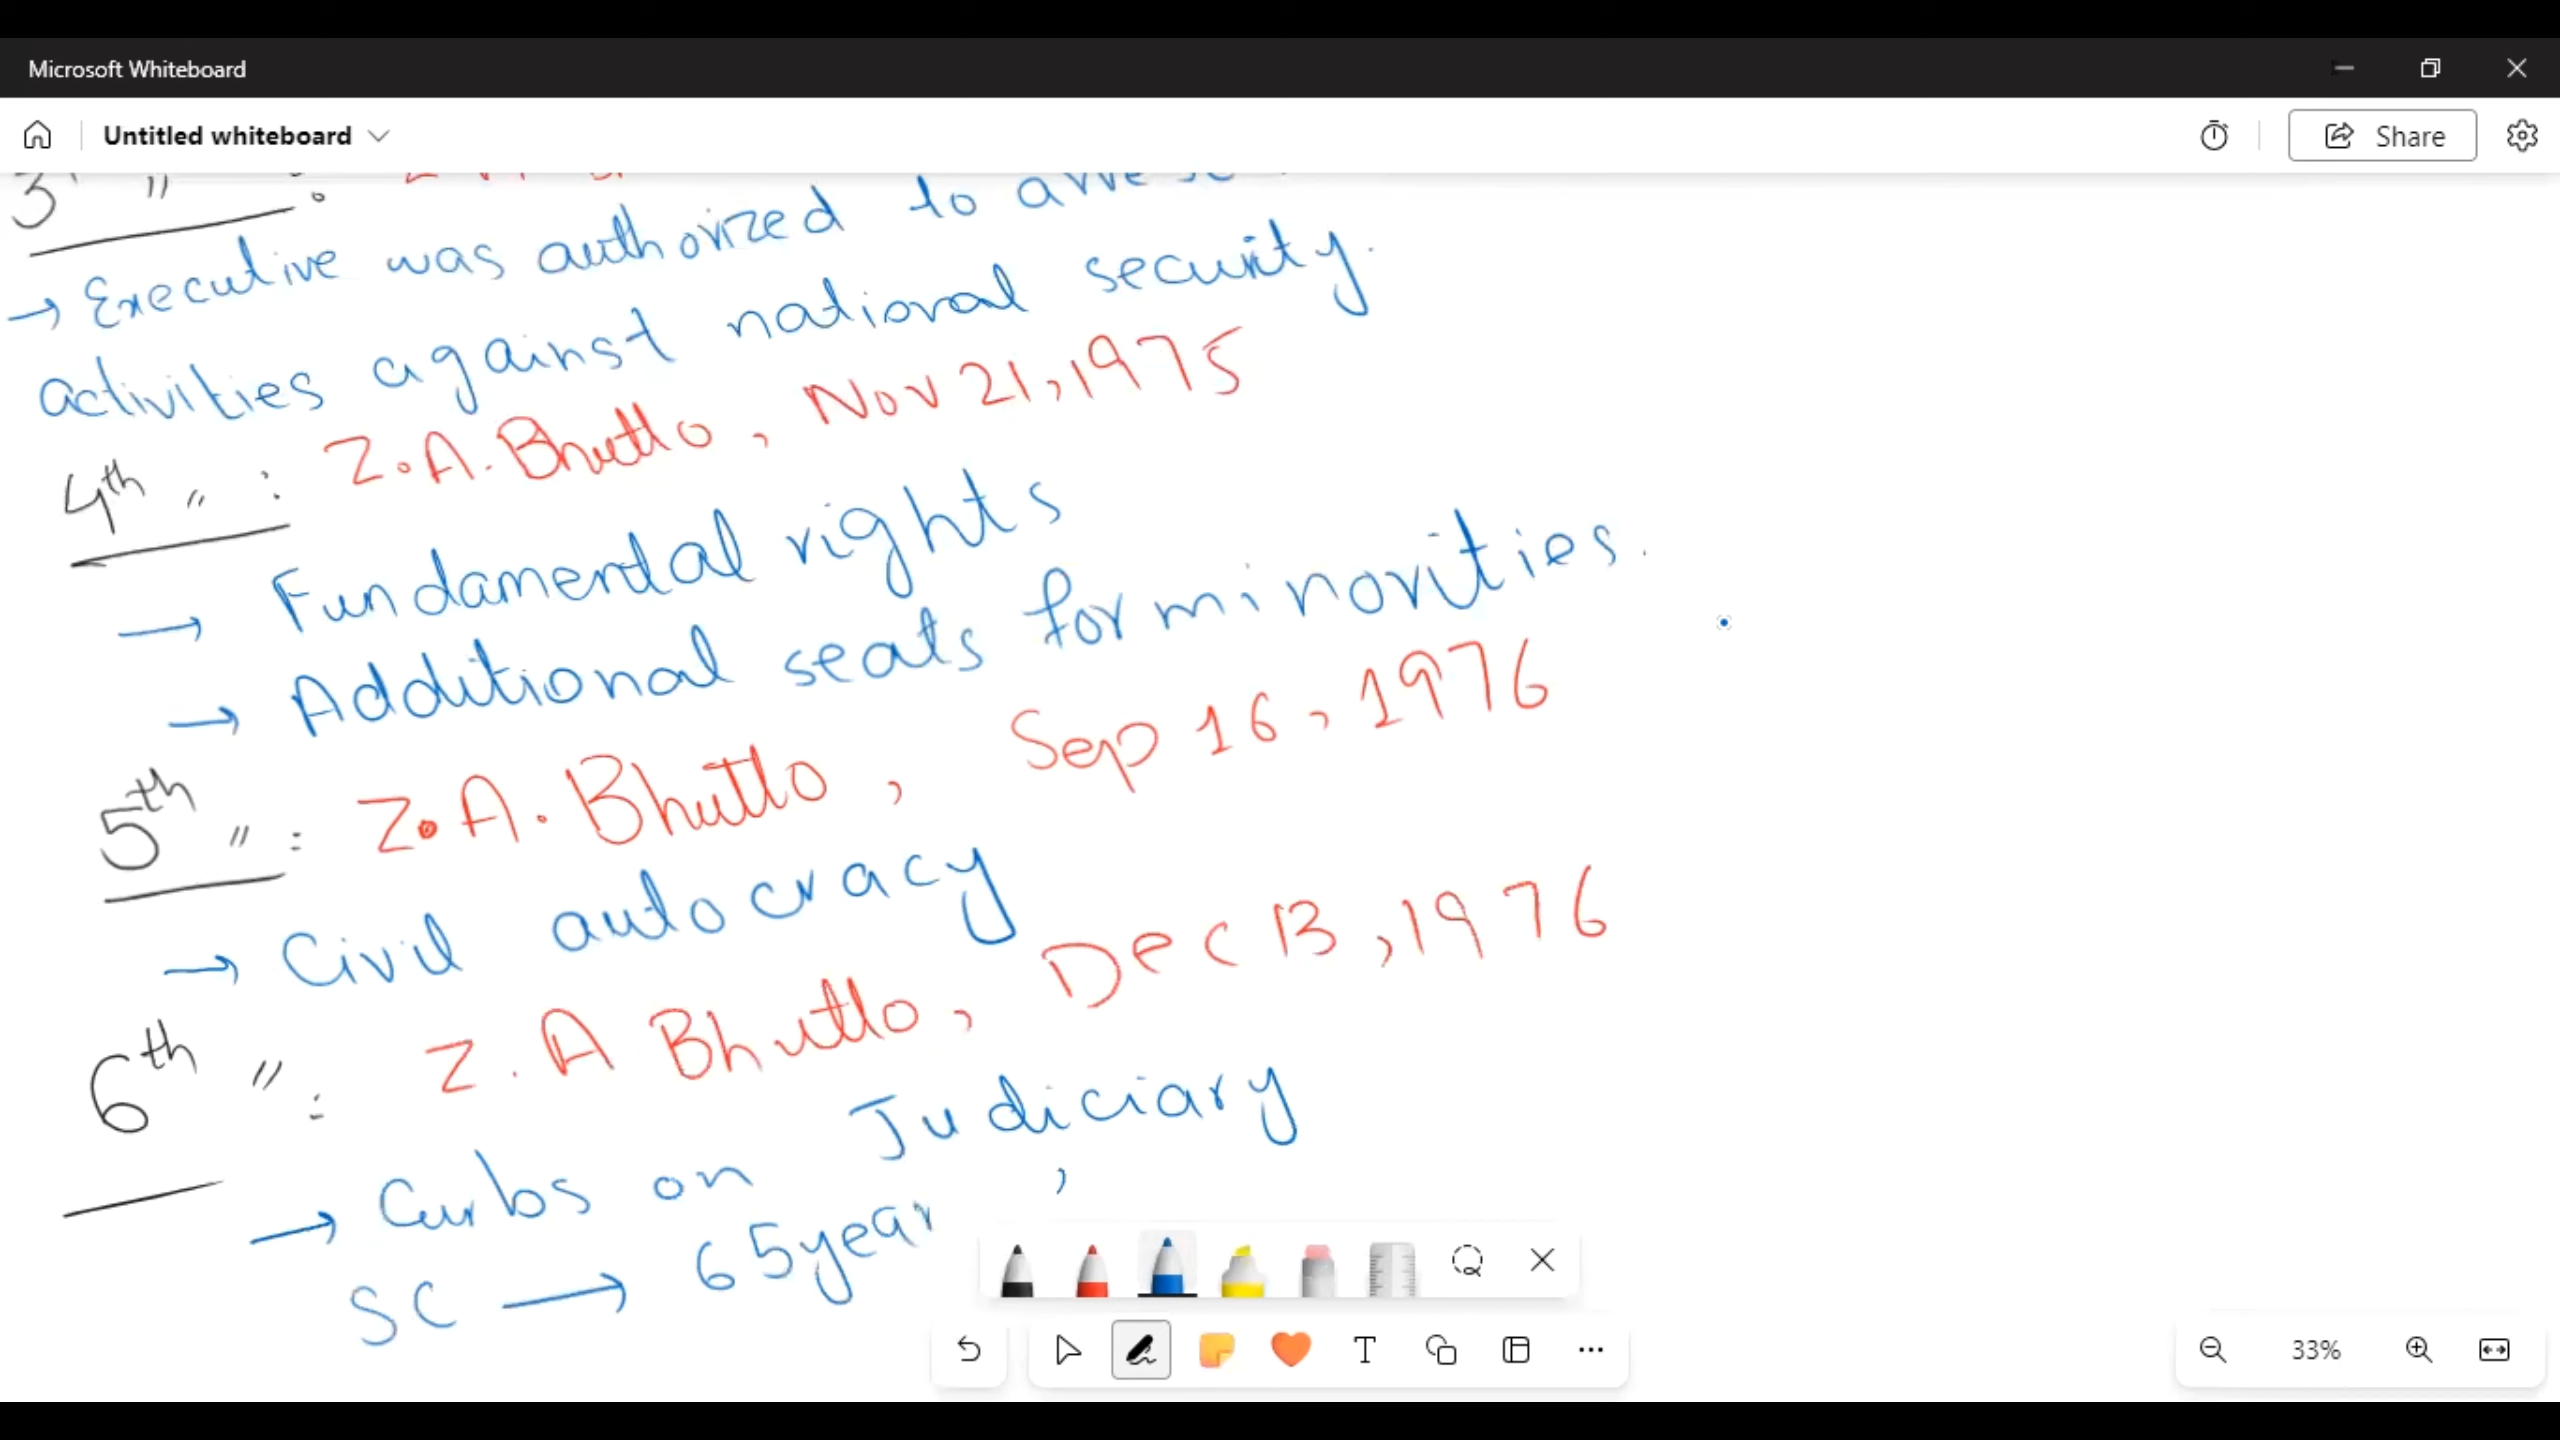 Microsoft Whiteboard
Untitled whiteboard
Share
3 " :
→ Executive was authorized to
activities against national security.
4th " : Z.A. Bhutto, Nov 21, 1975
→ Fundamental rights
→ Additional seats for minorities.
5th " : Z.A. Bhutto, Sep 16, 1976
→ Civil autocracy
6th " : Z.A Bhutto, Dec 13, 1976
→ Curbs on Judiciary
SC → 65year ,
33%